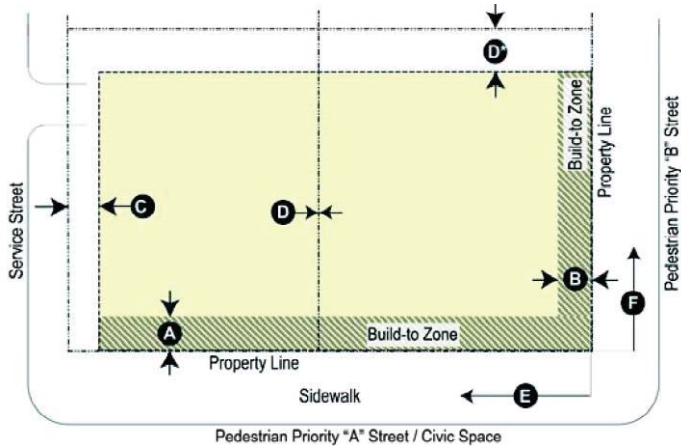 D*
Build-to Zone
Property Line
Pedestrian Priority "B" Street
Service Street
C
D
B
F
A
Build-to Zone
Property Line
Sidewalk
E
Pedestrian Priority "A" Street / Civic Space